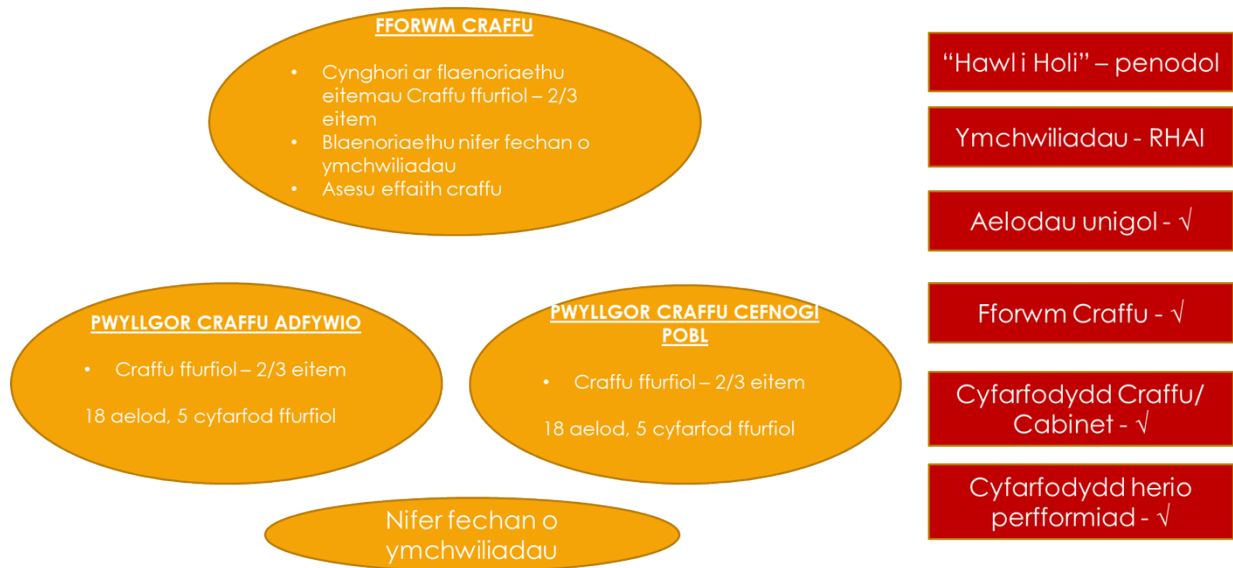 FFORWM CRAFFU
• Cynghori ar flaenoriaethu
eitemau Craffu ffurfiol – 2/3
eitem
• Blaenoriaethu nifer fechan o
ymchwiliadau
• Asesu effaith craffu
PWYLLGOR CRAFFU ADFYWIO
• Craffu ffurfiol – 2/3 eitem
18 aelod, 5 cyfarfod ffurfiol
PWYLLGOR CRAFFU CEFNOGI
POBL
• Craffu ffurfiol – 2/3 eitem
18 aelod, 5 cyfarfod ffurfiol
Nifer fechan o
ymchwiliadau
“Hawl i Holi” – penodol
Ymchwiliadau - RHAI
Aelodau unigol - √
Fforwm Craffu - √
Cyfarfodydd Craffu/
Cabinet - √
Cyfarfodydd herio
perfformiad - √